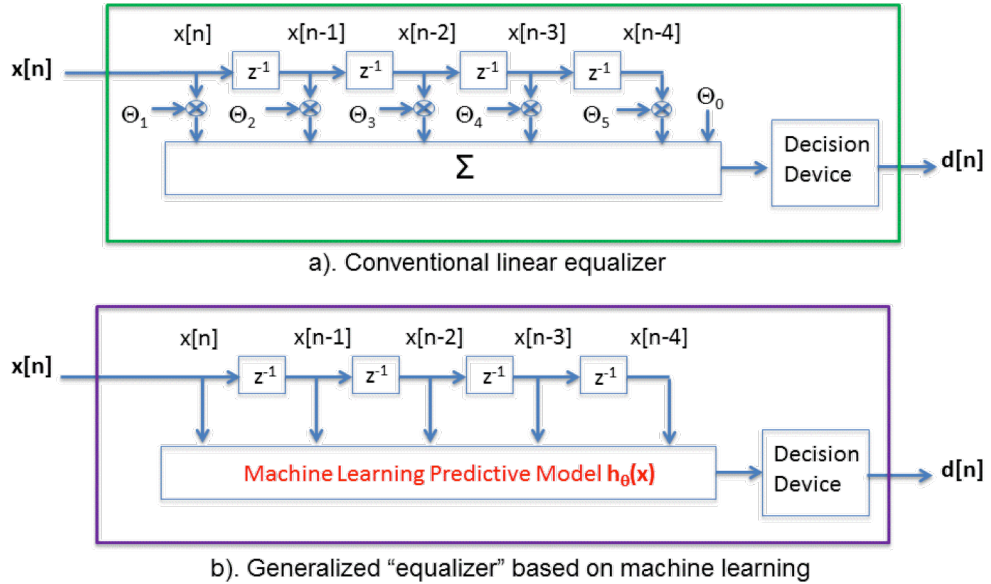 x[n] x[n-1] x[n-2] x[n-3] x[n-4]
x[n] z⁻¹ z⁻¹ z⁻¹ z⁻¹
Θ₁ Θ₂ Θ₃ Θ₄ Θ₅ Θ₀
Σ
Decision
Device
d[n]
a). Conventional linear equalizer
x[n] x[n-1] x[n-2] x[n-3] x[n-4]
x[n] z⁻¹ z⁻¹ z⁻¹ z⁻¹
Machine Learning Predictive Model h_θ(x)
Decision
Device
d[n]
b). Generalized “equalizer” based on machine learning